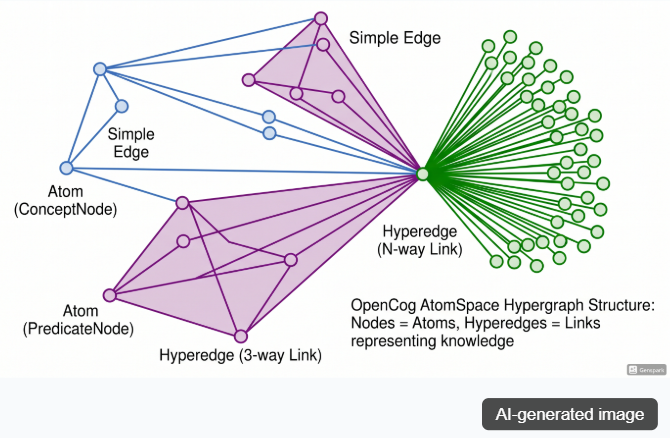 Simple Edge
Simple
Edge
Atom
(ConceptNode)
Hyperedge
(N-way Link)
Atom
(PredicateNode)
Hyperedge (3-way Link)
OpenCog AtomSpace Hypergraph Structure:
Nodes = Atoms, Hyperedges = Links
representing knowledge
Genspark
AI-generated image